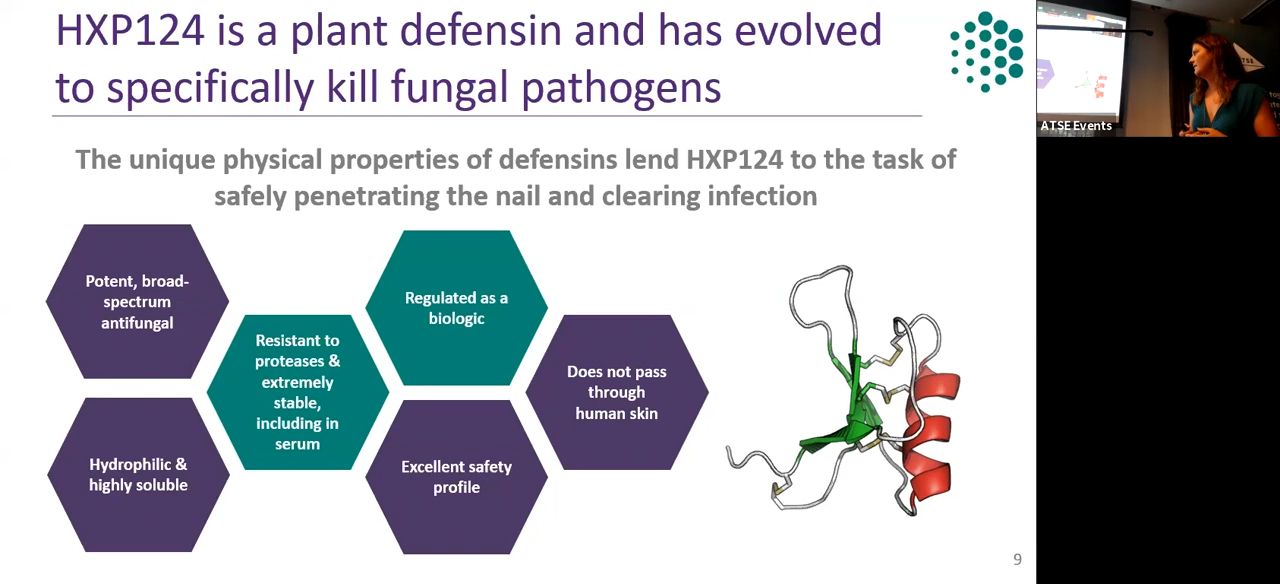 HXP124 is a plant defensin and has evolved
to specifically kill fungal pathogens
The unique physical properties of defensins lend HXP124 to the task of
safely penetrating the nail and clearing infection
Potent, broad-
spectrum
antifungal
Hydrophilic &
highly soluble
Resistant to
proteases &
extremely
stable,
including in
serum
Regulated as a
biologic
Excellent safety
profile
Does not pass
through
human skin
9
ATSE Events